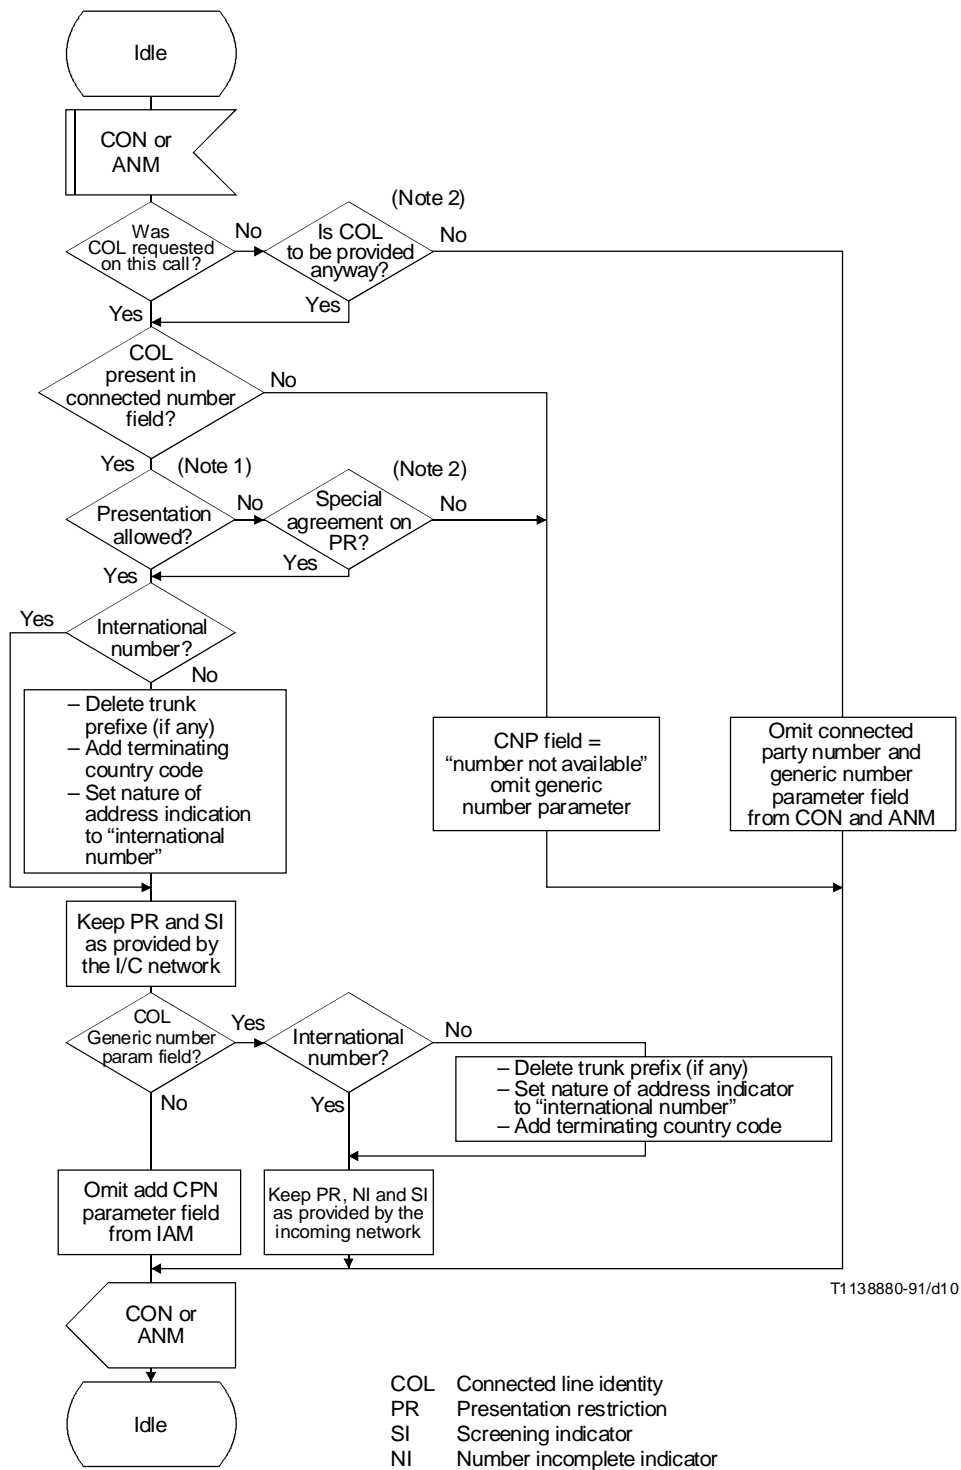 Idle
CON or
ANM
(Note 2)
Was
COL requested
on this call?
No
Is COL
to be provided
anyway?
No
Yes
Yes
COL
present in
connected number
field?
No
Yes
(Note 1)
(Note 2)
Presentation
allowed?
No
Special
agreement on
PR?
No
Yes
Yes
Yes
International
number?
No
– Delete trunk
prefixe (if any)
– Add terminating
country code
– Set nature of
address indication
to “international
number”
CNP field =
“number not available”
omit generic
number parameter
Omit connected
party number and
generic number
parameter field
from CON and ANM
Keep PR and SI
as provided by
the I/C network
COL
Generic number
param field?
Yes
International
number?
No
– Delete trunk prefix (if any)
– Set nature of address indicator
to “international number”
– Add terminating country code
No
Yes
Omit add CPN
parameter field
from IAM
Keep PR, NI and SI
as provided by the
incoming network
T1138880-91/d10
CON or
ANM
Idle
COL Connected line identity
PR Presentation restriction
SI Screening indicator
NI Number incomplete indicator